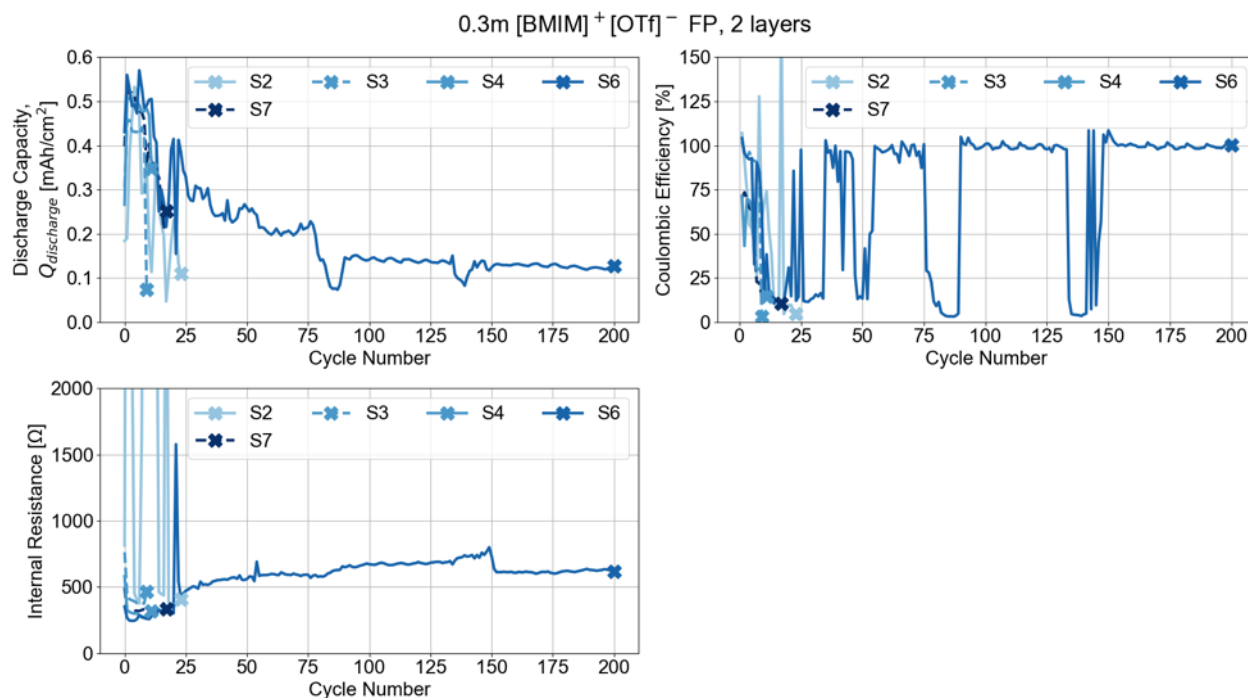 0.3m [BMIM]⁺[OTf]⁻ FP, 2 layers
Discharge Capacity,
Q_discharge [mAh/cm²]
0.6
0.5
0.4
0.3
0.2
0.1
0.0
S2 S3 S4 S6
S7
0 25 50 75 100 125 150 175 200
Cycle Number
Coulombic Efficiency [%]
150
125
100
75
50
25
0
S2 S3 S4 S6
S7
0 25 50 75 100 125 150 175 200
Cycle Number
Internal Resistance [Ω]
2000
1500
1000
500
0
S2 S3 S4 S6
S7
0 25 50 75 100 125 150 175 200
Cycle Number